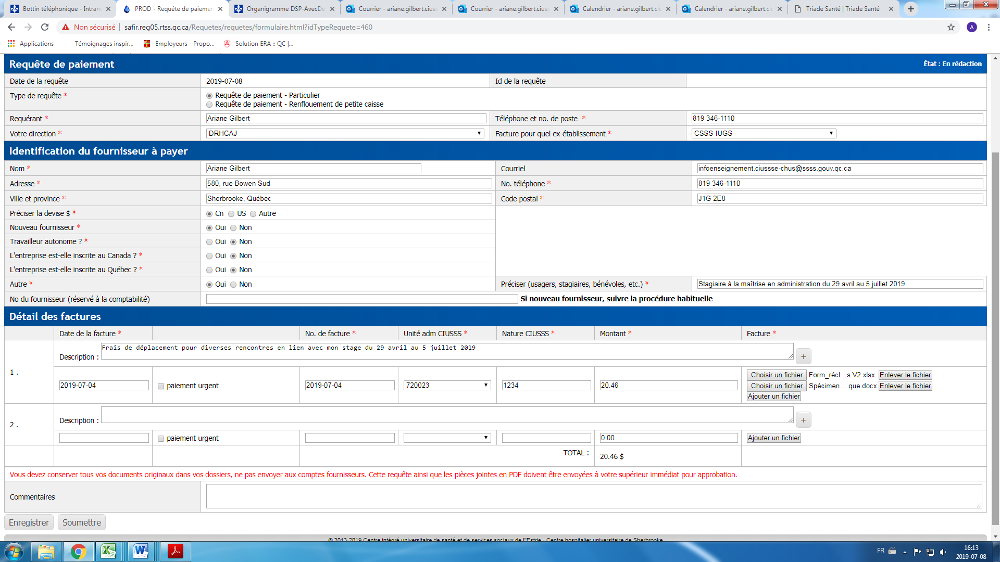 Bottin téléphonique - Intran
PROD - Requête de paiemen
Organigramme DSP-AvecDe
Courrier - ariane.gilbert.ciuss
Courrier - ariane.gilbert.ciuss
Calendrier - ariane.gilbert.ci
Calendrier - ariane.gilbert.ci
Triade Santé | Triade Santé
Non sécurisé | safir.reg05.rtss.qc.ca/Requetes/requetes/formulaire.html?idTypeRequete=460
A
Applications
Témoignages inspir...
Employeurs - Propo...
Solution ERA :: QC |...
Requête de paiement
État : En rédaction
Date de la requête
2019-07-08
Id de la requête
Type de requête *
Requête de paiement - Particulier
Requête de paiement - Renflouement de petite caisse
Requérant *
Ariane Gilbert
Téléphone et no. de poste *
819 346-1110
Votre direction *
DRHCAJ
Facture pour quel ex-établissement *
CSSS-IUGS
Identification du fournisseur à payer
Nom *
Ariane Gilbert
Courriel
infoenseignement.ciussse-chus@ssss.gouv.qc.ca
Adresse *
580, rue Bowen Sud
No. téléphone *
819 346-1110
Ville et province *
Sherbrooke, Québec
Code postal *
J1G 2E8
Préciser la devise $ *
Cn US Autre
Nouveau fournisseur *
Oui Non
Travailleur autonome ? *
Oui Non
L'entreprise est-elle inscrite au Canada ? *
Oui Non
L'entreprise est-elle inscrite au Québec ? *
Oui Non
Autre *
Oui Non
Préciser (usagers, stagiaires, bénévoles, etc.) *
Stagiaire à la maîtrise en administration du 29 avril au 5 juillet 2019
No du fournisseur (réservé à la comptabilité)
Si nouveau fournisseur, suivre la procédure habituelle
Détail des factures
Date de la facture *
No. de facture *
Unité adm CIUSSS *
Nature CIUSSS *
Montant *
Facture *
1 .
Description :
Frais de déplacement pour diverses rencontres en lien avec mon stage du 29 avril au 5 juillet 2019
+
2019-07-04
paiement urgent
2019-07-04
720023
1234
20.46
Choisir un fichier Form_récl...s V2.xlsx Enlever le fichier
Choisir un fichier Spécimen ...que.docx Enlever le fichier
Ajouter un fichier
2 .
Description :
+
paiement urgent
0.00
Ajouter un fichier
TOTAL :
20.46 $
Vous devez conserver tous vos documents originaux dans vos dossiers, ne pas envoyer aux comptes fournisseurs. Cette requête ainsi que les pièces jointes en PDF doivent être envoyées à votre supérieur immédiat pour approbation.
Commentaires
Enregistrer
Soumettre
© 2013-2019 Centre intégré universitaire de santé et de services sociaux de l''Estrie - Centre hospitalier universitaire de Sherbrooke
FR
16:13
2019-07-08